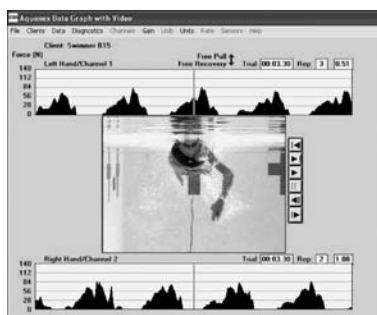 Aquanex Data Graph with Video
File Clients Data Diagnostics Channels Gain Undo Units Rate Sensors Help
Client: Swimmer B15
Force (N)
Free Pull
Left Hand/Channel 1 Free Recovery Trial 00:03.30 Rep: 3 0.51
140
112
84
56
28
0
Right Hand/Channel 2 Trial 00:03.30 Rep: 2 1.08
140
112
84
56
28
0